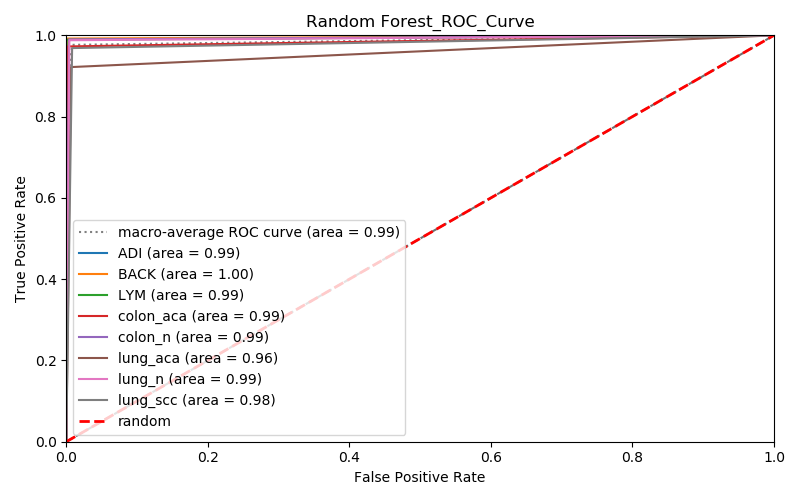 Random Forest_ROC_Curve
1.0
0.8
0.6
0.4
0.2
0.0
True Positive Rate
macro-average ROC curve (area = 0.99)
ADI (area = 0.99)
BACK (area = 1.00)
LYM (area = 0.99)
colon_aca (area = 0.99)
colon_n (area = 0.99)
lung_aca (area = 0.96)
lung_n (area = 0.99)
lung_scc (area = 0.98)
random
0.0 0.2 0.4 0.6 0.8 1.0
False Positive Rate